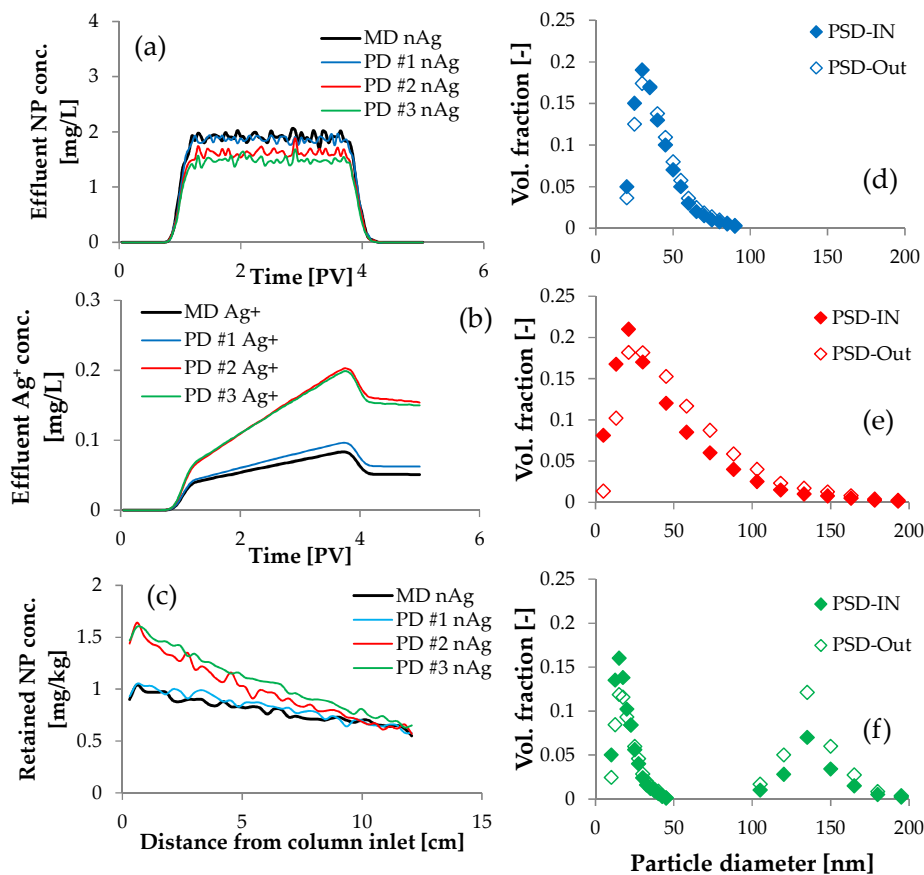 (a)
MD nAg
PD #1 nAg
PD #2 nAg
PD #3 nAg
Effluent NP conc.
[mg/L]
4
2
0
0
2
4
6
Time [PV]
(b)
MD Ag+
PD #1 Ag+
PD #2 Ag+
PD #3 Ag+
Effluent Ag+ conc.
[mg/L]
0.3
0.2
0.1
0
0
2
4
6
Time [PV]
(c)
MD nAg
PD #1 nAg
PD #2 nAg
PD #3 nAg
Retained NP conc.
[mg/kg]
2
1.5
1
0.5
0
0
5
10
15
Distance from column inlet [cm]
(d)
PSD-IN
PSD-Out
Vol. fraction [-]
0.25
0.2
0.15
0.1
0.05
0
0
50
100
150
200
(e)
PSD-IN
PSD-Out
Vol. fraction [-]
0.25
0.2
0.15
0.1
0.05
0
0
50
100
150
200
(f)
PSD-IN
PSD-Out
Vol. fraction [-]
0.25
0.2
0.15
0.1
0.05
0
0
50
100
150
200
Particle diameter [nm]